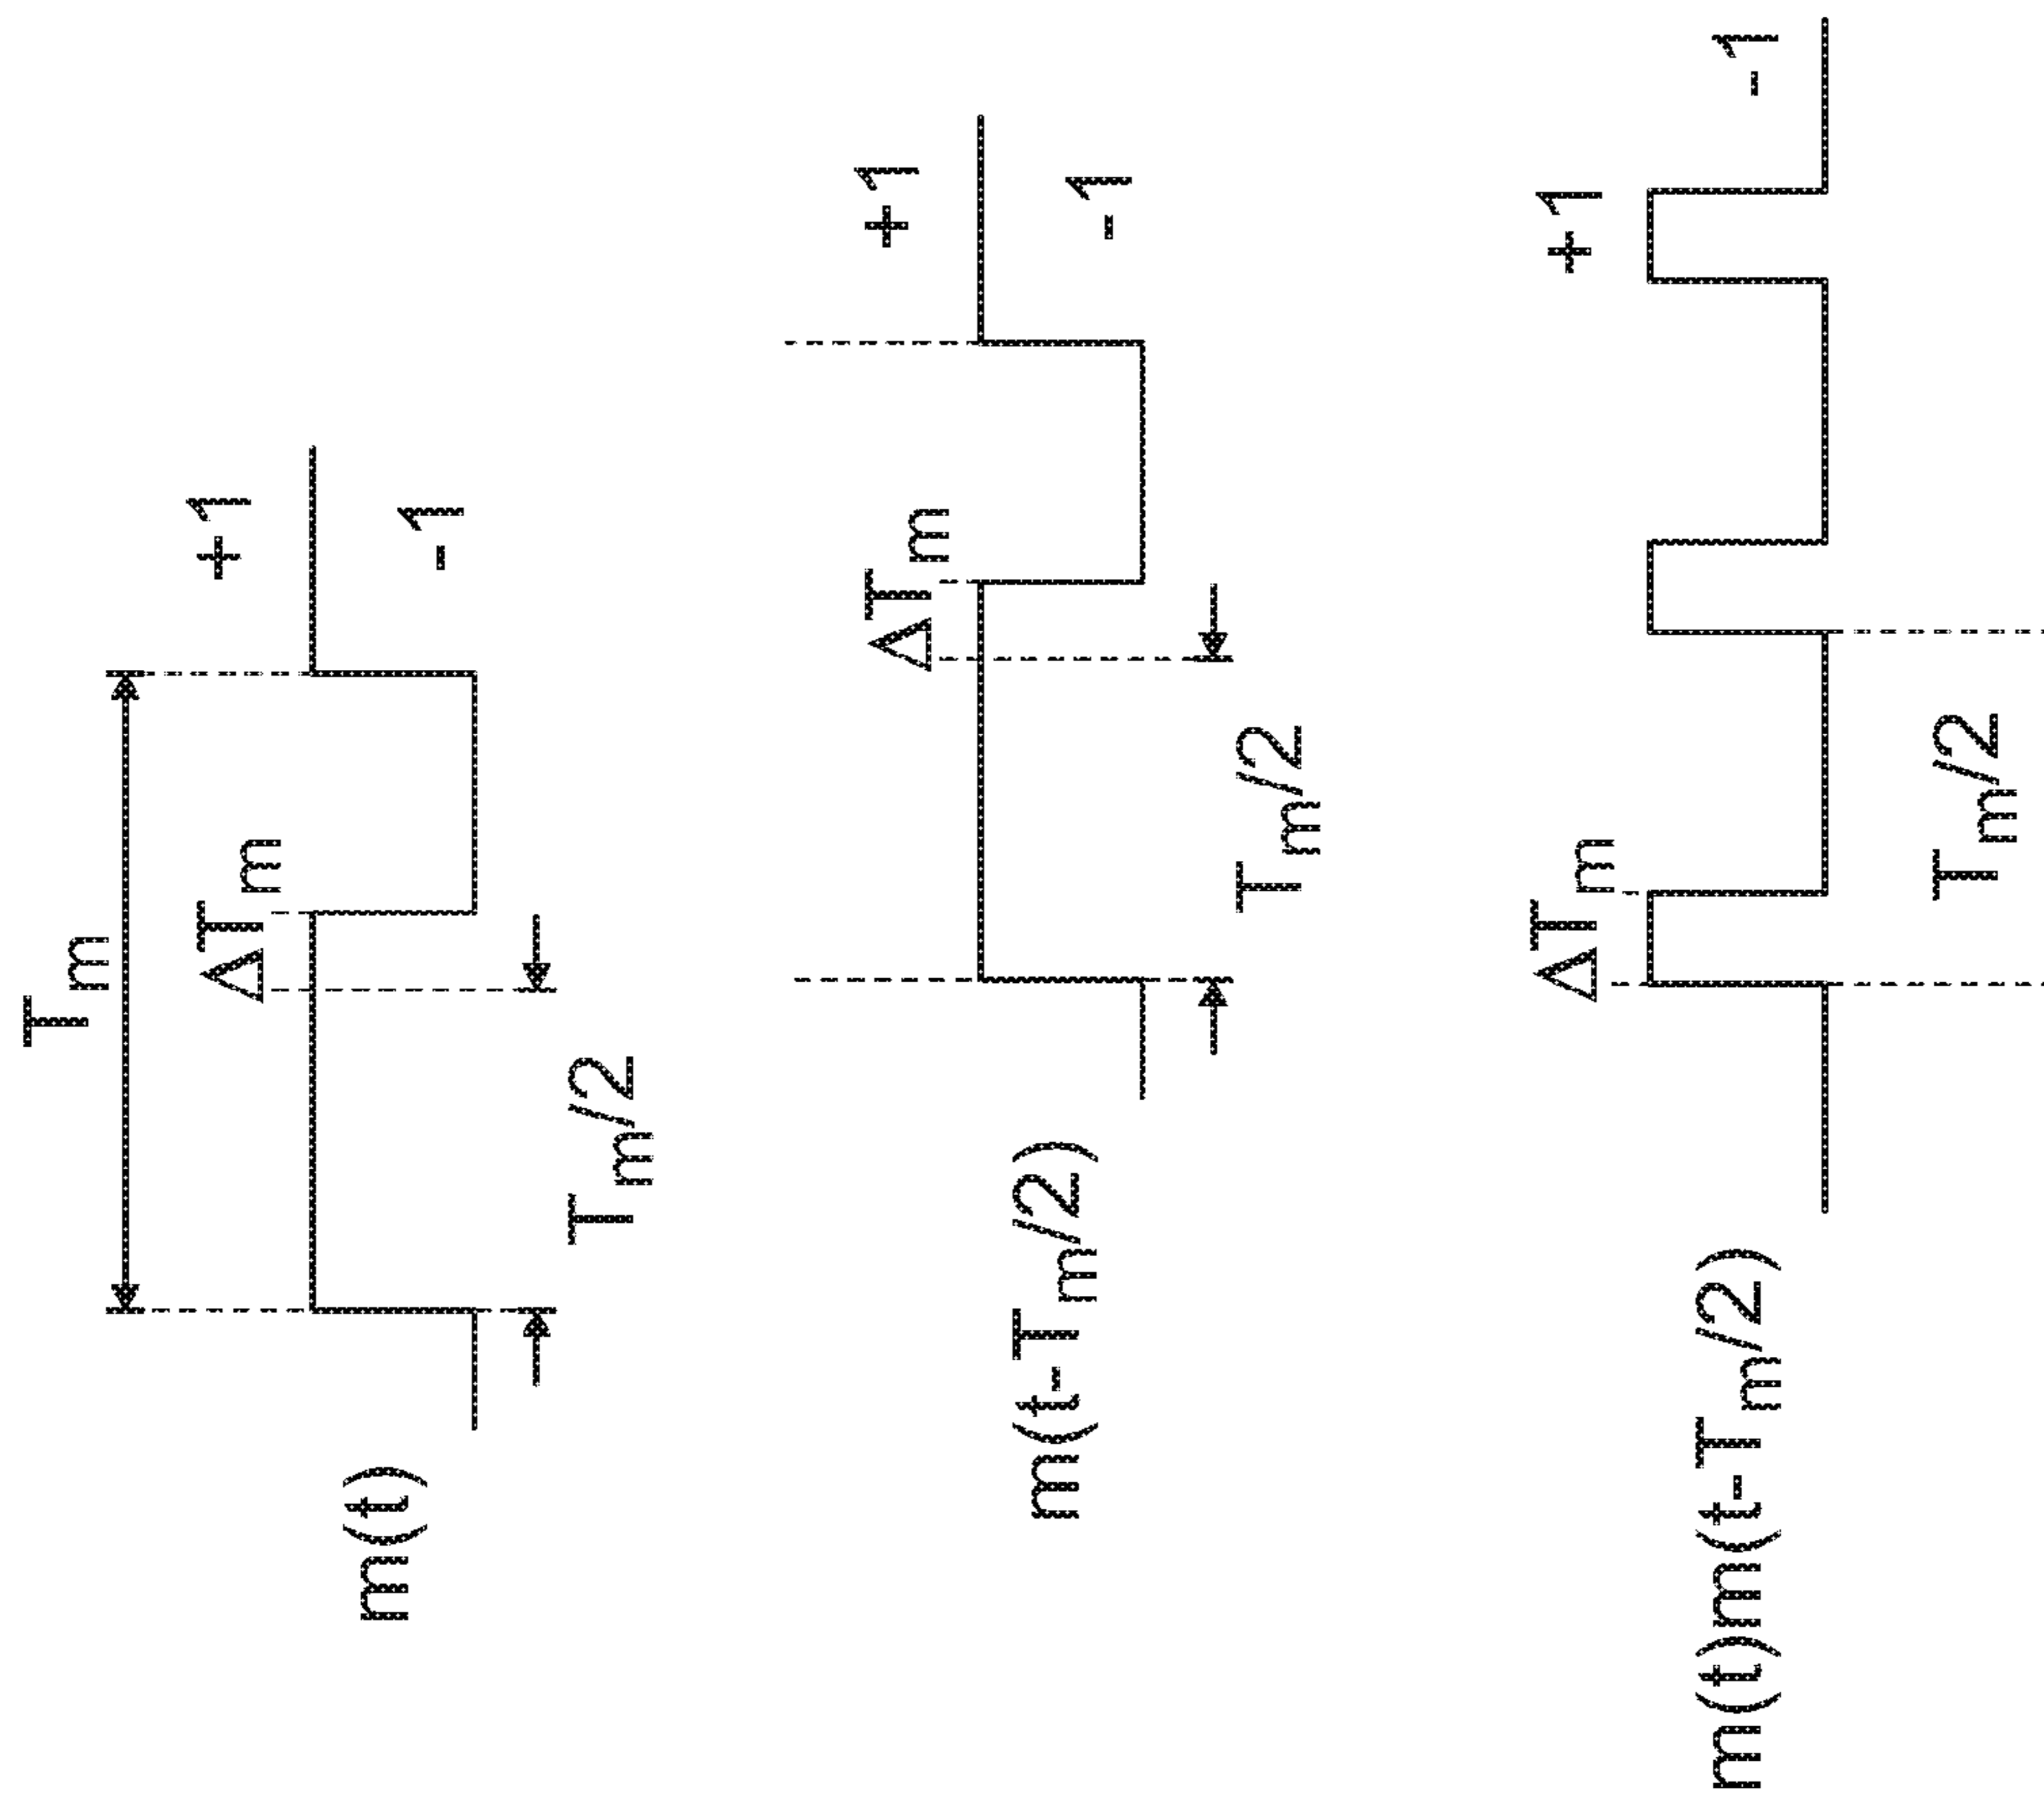 Tm
ΔTm
+1
-1
Tm/2
m(t)
ΔTm
+1
-1
Tm/2
m(t-Tm/2)
ΔTm
+1
-1
Tm/2
m(t)m(t-Tm/2)